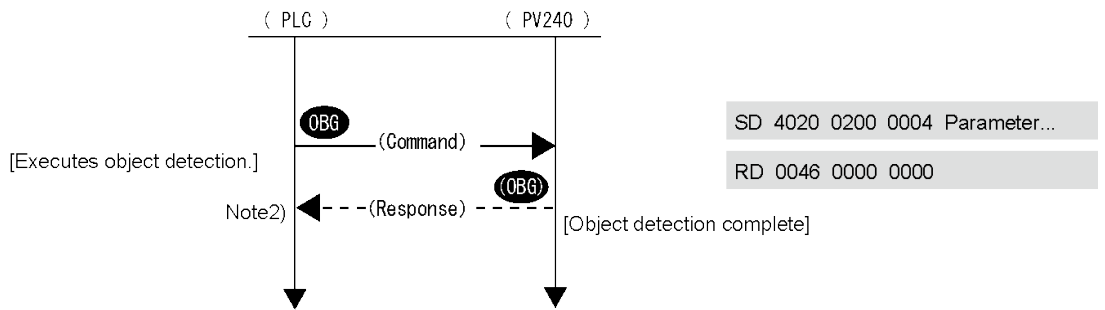 ( PLC ) ( PV240 )
OBG
(Command)
SD 4020 0200 0004 Parameter...
[Executes object detection.]
RD 0046 0000 0000
(OBG)
Note2)
(Response)
[Object detection complete]